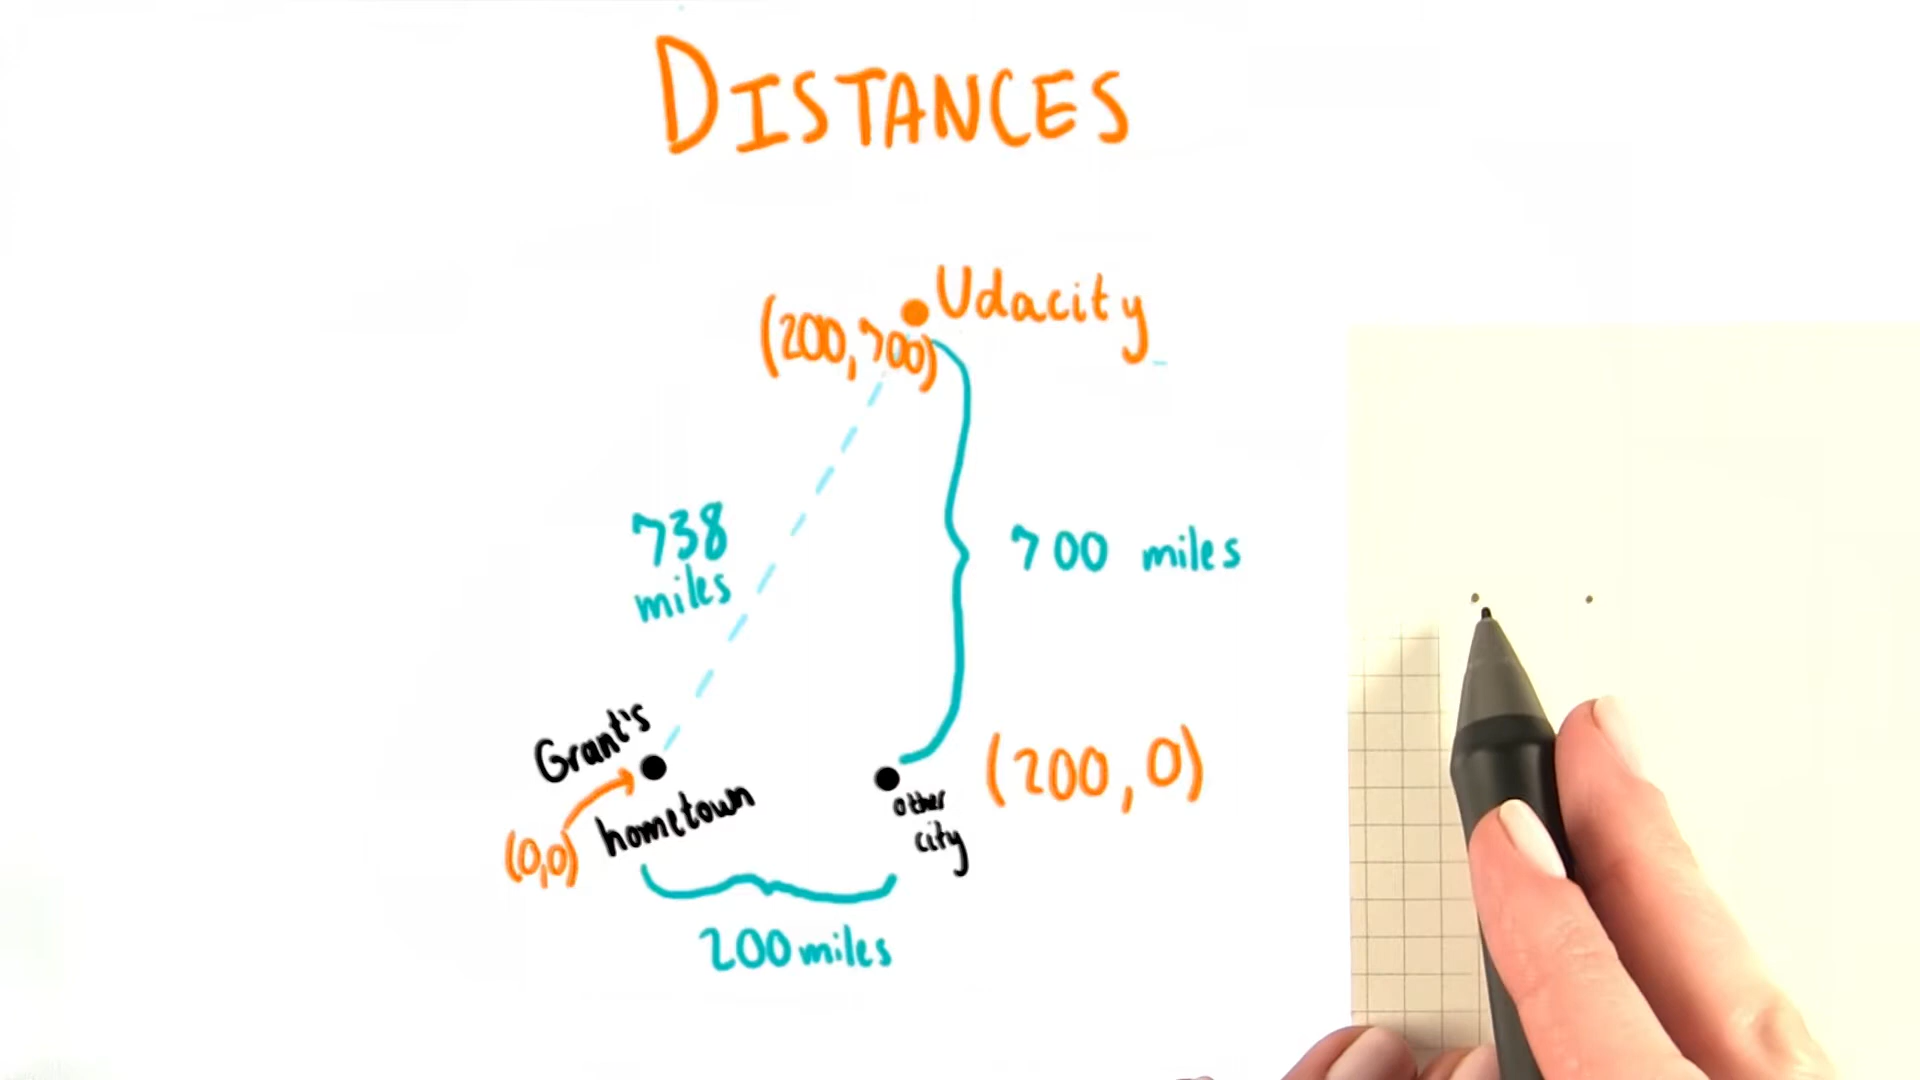 DISTANCES
Udacity
(200,700)
738
miles
700 miles
Grant's
hometown
(0,0)
other
city
(200,0)
200 miles